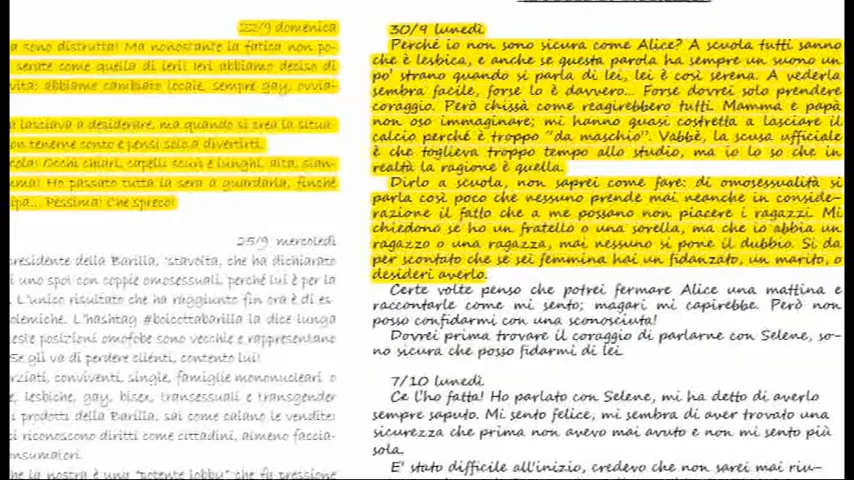 22/9 domenica
a sono distrutta! Ma nonostante la fatica non po-
serate come quella di ieri! Ieri abbiamo deciso di
vita: abbiamo cambiato locale, sempre gay, ovvia-
lasciava a desiderare, ma quando si crea la situa-
on tenerne conto e pensi solo a divertirti.
cola! Occhi chiari, capelli scuri e lunghi, alta, slan-
uma! Ho passato tutta la sera a guardarla, finché
ipa... Pessima! Che spreco!
25/9 mercoledì
residente della Barilla, "stavolta, che ha dichiarato
i uno spot con coppie omosessuali, perché lui è per la
L'unico risultato che ha raggiunto fin ora è di es-
olemiche. L'hashtag #boicottabarilla la dice lunga
este posizioni omofobe sono vecchie e rappresentano
Se gli va di perdere clienti, contento lui!
rziati, conviventi, single, famiglie mononucleari o
e, lesbiche, gay, bisex, transessuali e transgender
i prodotti della Barilla, sai come calano le vendite!
i riconoscono diritti come cittadini, almeno faccia-
onsumatori.
he la nostra è una "potente lobby" che fa pressione
30/9 lunedì
Perché io non sono sicura come Alice? A scuola tutti sanno
che è lesbica, e anche se questa parola ha sempre un suono un
po' strano quando si parla di lei, lei è così serena. A vederla
sembra facile, forse lo è davvero... Forse dovrei solo prendere
coraggio. Però chissà come reagirebbero tutti. Mamma e papà
non oso immaginare; mi hanno quasi costretta a lasciare il
calcio perché è troppo "da maschio". Vabbè, la scusa ufficiale
è che toglieva troppo tempo allo studio, ma io lo so che in
realtà la ragione è quella.
Dirlo a scuola, non saprei come fare: di omosessualità si
parla così poco che nessuno prende mai neanche in conside-
razione il fatto che a me possano non piacere i ragazzi. Mi
chiedono se ho un fratello o una sorella, ma che io abbia un
ragazzo o una ragazza, mai nessuno si pone il dubbio. Si da
per scontato che se sei femmina hai un fidanzato, un marito, o
desideri averlo.
Certe volte penso che potrei fermare Alice una mattina e
raccontarle come mi sento; magari mi capirebbe. Però non
posso confidarmi con una sconosciuta!
Dovrei prima trovare il coraggio di parlarne con Selene, so-
no sicura che posso fidarmi di lei.
7/10 lunedì
Ce l'ho fatta! Ho parlato con Selene, mi ha detto di averlo
sempre saputo. Mi sento felice, mi sembra di aver trovato una
sicurezza che prima non avevo mai avuto e non mi sento più
sola.
E' stato difficile all'inizio, credevo che non sarei mai riu-